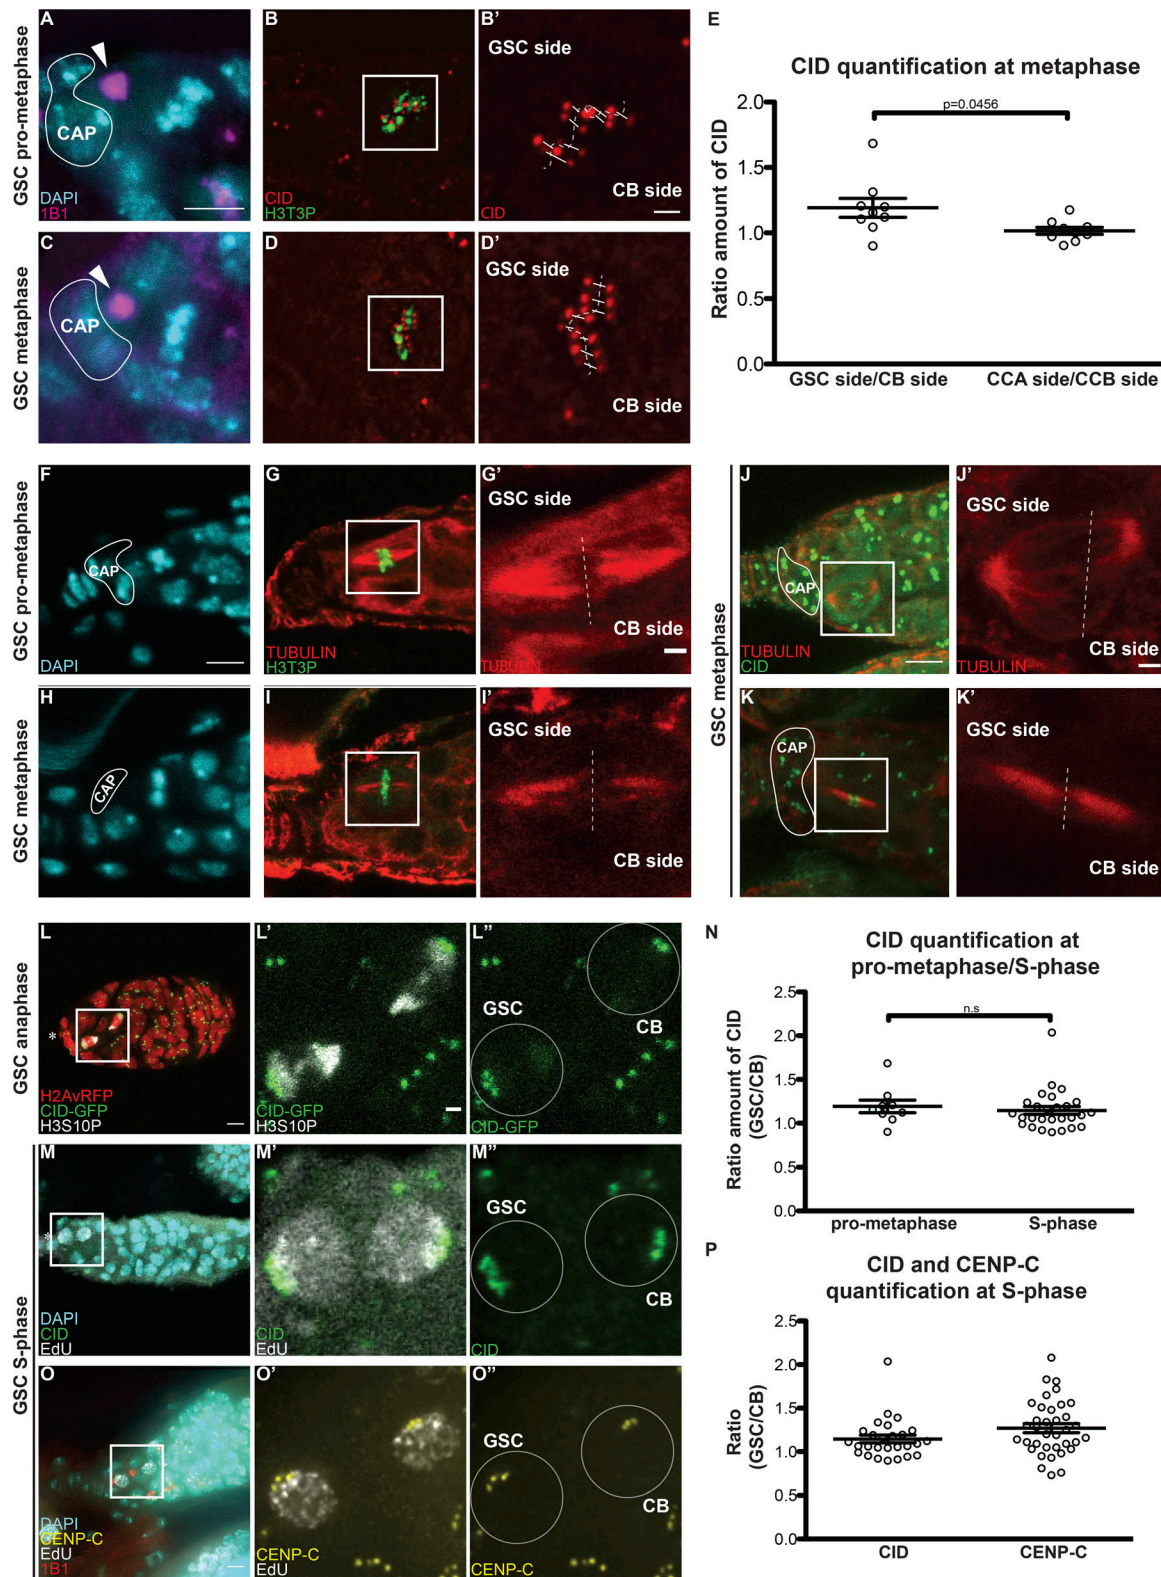 GSC pro-metaphase
A
CAP
DAPI
1B1
B
CID
H3T3P
B'
GSC side
CB side
CID
GSC metaphase
C
CAP
D
D'
GSC side
CB side
E
CID quantification at metaphase
p=0.0456
Ratio amount of CID
2.0
1.5
1.0
0.5
0.0
GSC side/CB side
CCA side/CCB side
GSC pro-metaphase
F
CAP
DAPI
G
TUBULIN
H3T3P
G'
GSC side
CB side
TUBULIN
GSC metaphase
H
CAP
I
I'
GSC side
CB side
GSC metaphase
J
CAP
TUBULIN
CID
J'
GSC side
CB side
TUBULIN
K
CAP
K'
GSC side
CB side
GSC anaphase
L
*
H2AvRFP
CID-GFP
H3S10P
L'
CID-GFP
H3S10P
L''
GSC
CB
CID-GFP
GSC S-phase
M
*
DAPI
CID
EdU
M'
CID
EdU
M''
GSC
CB
CID
O
DAPI
CENP-C
EdU
1B1
O'
CENP-C
EdU
O''
GSC
CB
CENP-C
N
CID quantification at
pro-metaphase/S-phase
n.s
Ratio amount of CID
(GSC/CB)
2.5
2.0
1.5
1.0
0.5
0.0
pro-metaphase
S-phase
P
CID and CENP-C
quantification at S-phase
Ratio
(GSC/CB)
2.5
2.0
1.5
1.0
0.5
0.0
CID
CENP-C